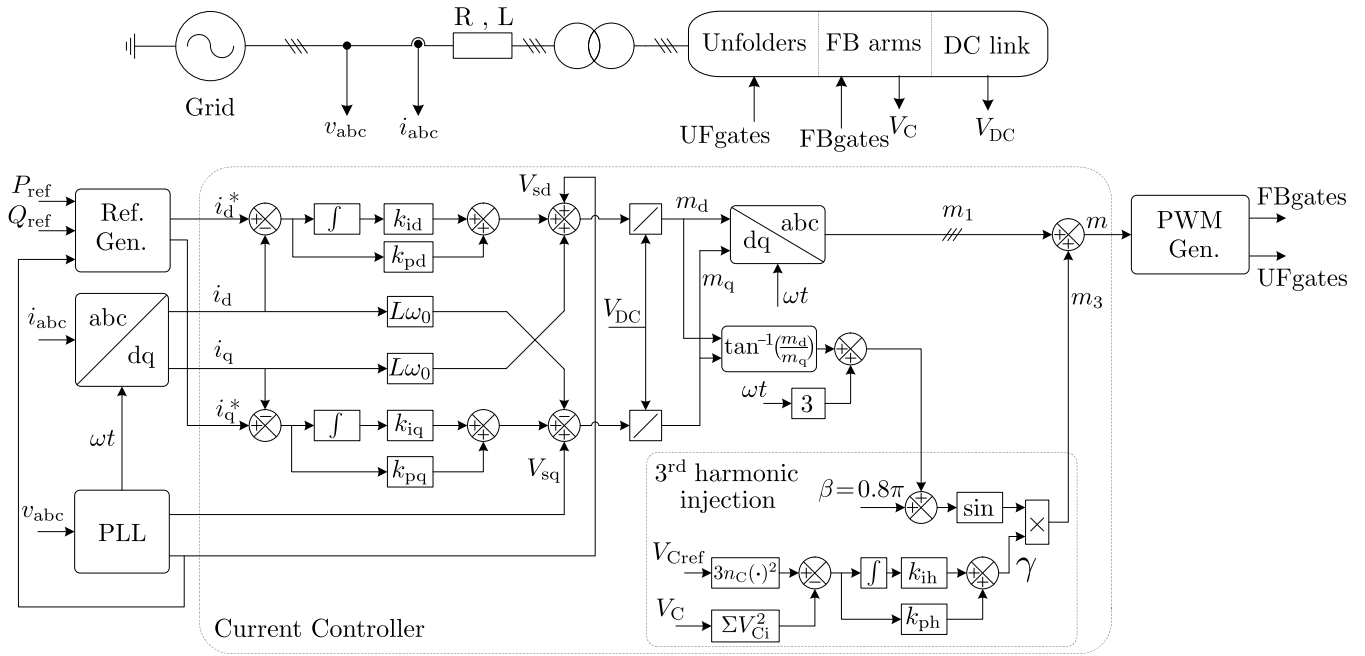 R , L
Unfolders
FB arms
DC link
Grid
v_abc
i_abc
UFgates
FBgates
V_C
V_DC
P_ref
Q_ref
Ref.
Gen.
i_d*
∫
k_id
k_pd
V_sd
m_d
abc
dq
m_1
m
PWM
Gen.
FBgates
UFgates
m_q
ωt
m_3
i_abc
abc
dq
i_d
Lω_0
V_DC
i_q
Lω_0
tan⁻¹(m_d/m_q)
ωt
3
i_q*
∫
k_iq
k_pq
V_sq
ωt
v_abc
PLL
3rd harmonic
injection
β=0.8π
sin
×
V_Cref
3n_C(·)²
∫
k_ih
γ
V_C
ΣV²_Ci
k_ph
Current Controller